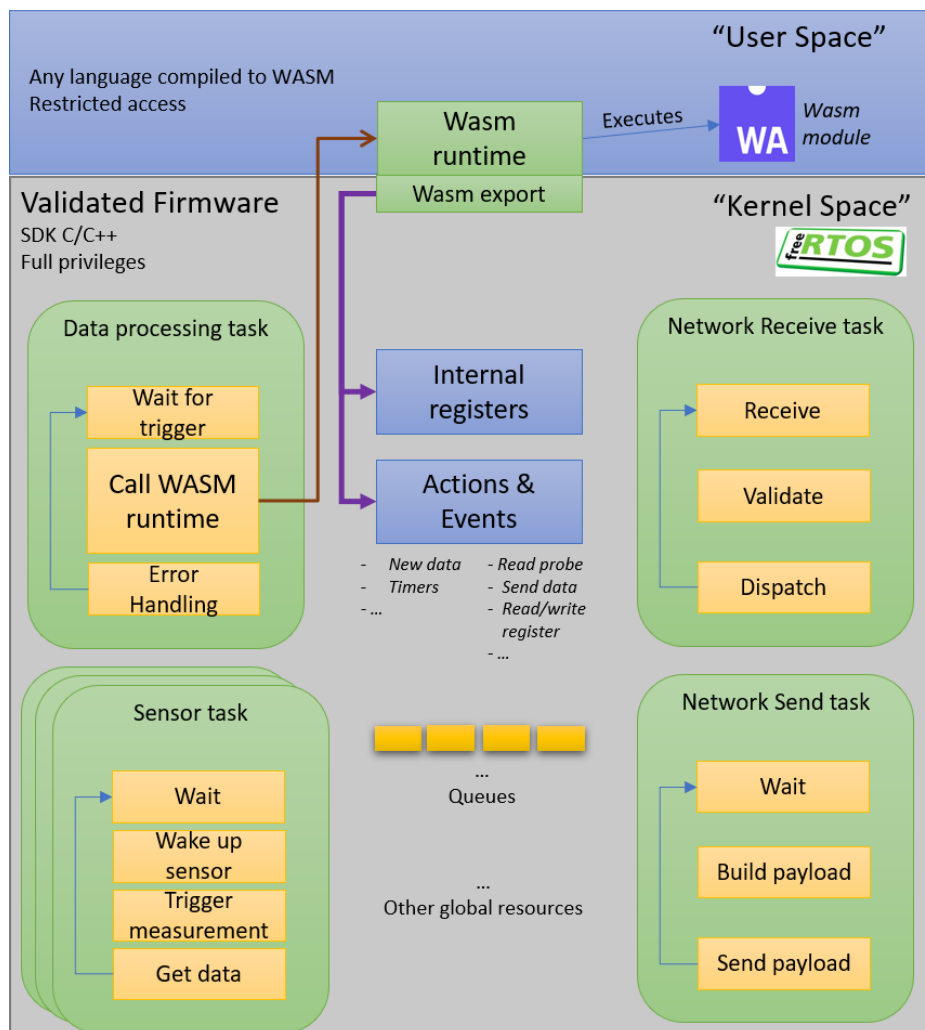 “User Space”
Any language compiled to WASM
Restricted access
Wasm
runtime
Executes
WA
Wasm
module
Wasm export
Validated Firmware
SDK C/C++
Full privileges
“Kernel Space”
free
RTOS
Data processing task
Wait for
trigger
Call WASM
runtime
Error
Handling
Internal
registers
Actions &
Events
- New data
- Timers
- ...
- Read probe
- Send data
- Read/write
register
- ...
Network Receive task
Receive
Validate
Dispatch
Sensor task
Wait
Wake up
sensor
Trigger
measurement
Get data
...
Queues
...
Other global resources
Network Send task
Wait
Build payload
Send payload